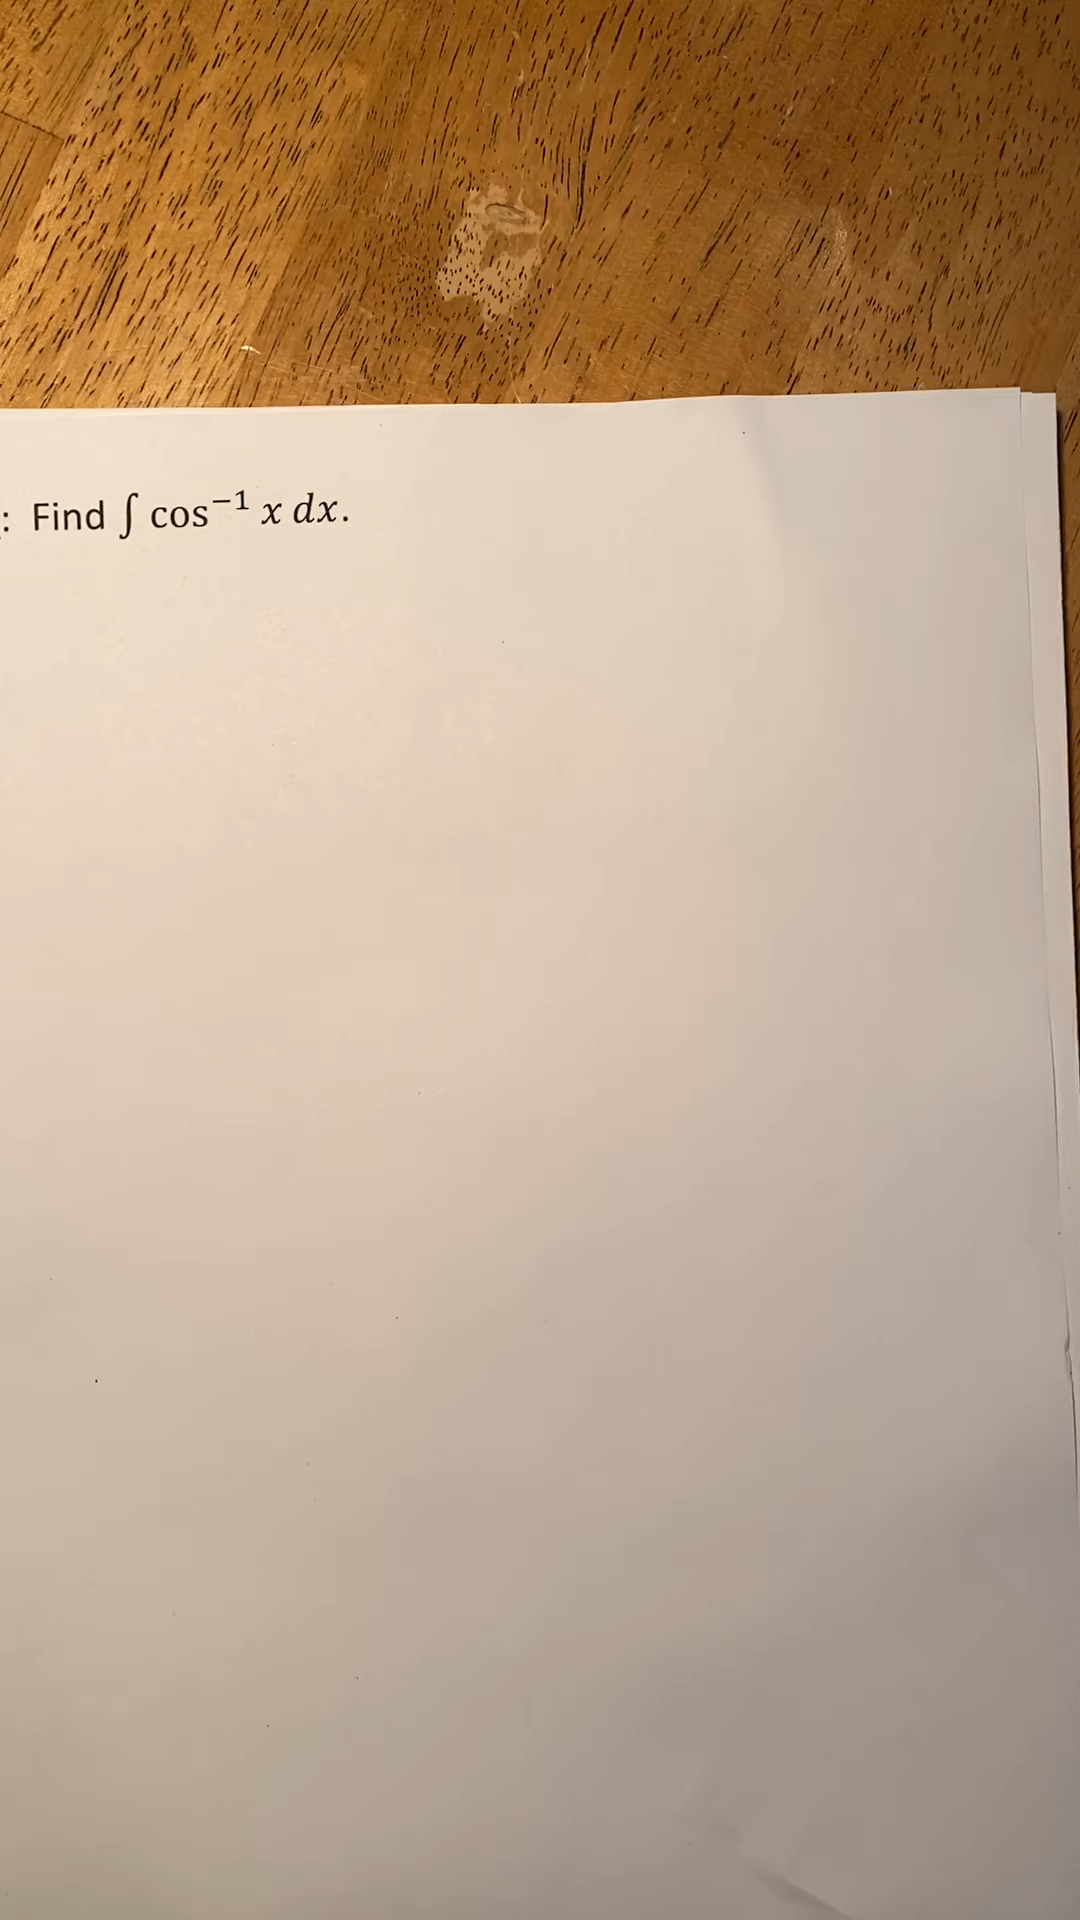 : Find ∫ cos⁻¹ x dx.